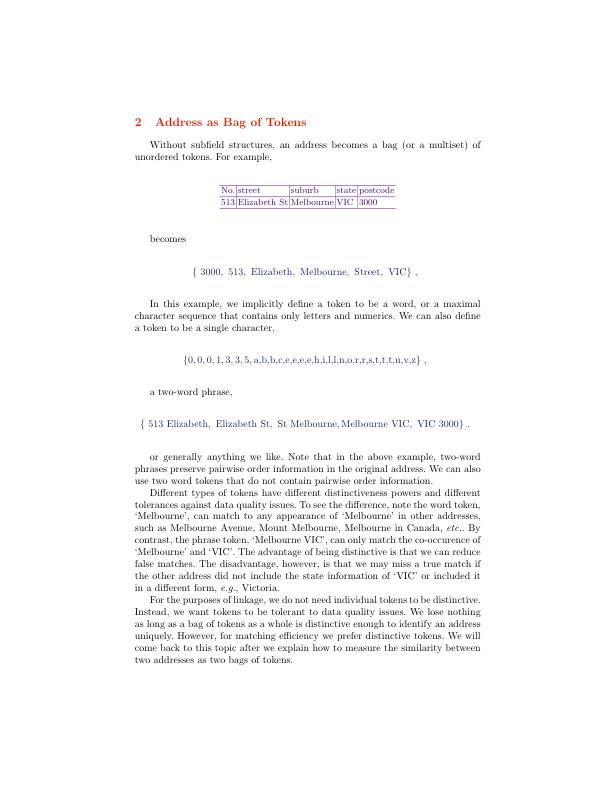 2 Address as Bag of Tokens
Without subfield structures, an address becomes a bag (or a multiset) of
unordered tokens. For example,
No. street suburb state postcode
513 Elizabeth St Melbourne VIC 3000
becomes
{ 3000, 513, Elizabeth, Melbourne, Street, VIC} ,
In this example, we implicitly define a token to be a word, or a maximal
character sequence that contains only letters and numerics. We can also define
a token to be a single character,
{0, 0, 0, 1, 3, 3, 5, a,b,b,c,e,e,e,e,h,i,l,l,n,o,r,r,s,t,t,t,u,v,z} ,
a two-word phrase,
{ 513 Elizabeth, Elizabeth St, St Melbourne, Melbourne VIC, VIC 3000} .
or generally anything we like. Note that in the above example, two-word
phrases preserve pairwise order information in the original address. We can also
use two word tokens that do not contain pairwise order information.
Different types of tokens have different distinctiveness powers and different
tolerances against data quality issues. To see the difference, note the word token,
‘Melbourne’, can match to any appearance of ‘Melbourne’ in other addresses,
such as Melbourne Avenue, Mount Melbourne, Melbourne in Canada, etc.. By
contrast, the phrase token, ‘Melbourne VIC’, can only match the co-occurence of
‘Melbourne’ and ‘VIC’. The advantage of being distinctive is that we can reduce
false matches. The disadvantage, however, is that we may miss a true match if
the other address did not include the state information of ‘VIC’ or included it
in a different form, e.g., Victoria.
For the purposes of linkage, we do not need individual tokens to be distinctive.
Instead, we want tokens to be tolerant to data quality issues. We lose nothing
as long as a bag of tokens as a whole is distinctive enough to identify an address
uniquely. However, for matching efficiency we prefer distinctive tokens. We will
come back to this topic after we explain how to measure the similarity between
two addresses as two bags of tokens.